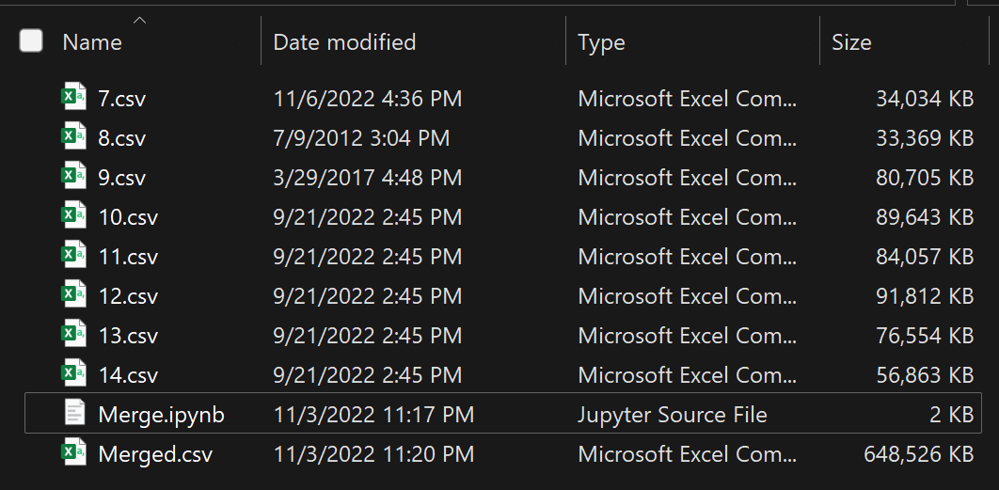 Name Date modified Type Size
7.csv 11/6/2022 4:36 PM Microsoft Excel Com... 34,034 KB
8.csv 7/9/2012 3:04 PM Microsoft Excel Com... 33,369 KB
9.csv 3/29/2017 4:48 PM Microsoft Excel Com... 80,705 KB
10.csv 9/21/2022 2:45 PM Microsoft Excel Com... 89,643 KB
11.csv 9/21/2022 2:45 PM Microsoft Excel Com... 84,057 KB
12.csv 9/21/2022 2:45 PM Microsoft Excel Com... 91,812 KB
13.csv 9/21/2022 2:45 PM Microsoft Excel Com... 76,554 KB
14.csv 9/21/2022 2:45 PM Microsoft Excel Com... 56,863 KB
Merge.ipynb 11/3/2022 11:17 PM Jupyter Source File 2 KB
Merged.csv 11/3/2022 11:20 PM Microsoft Excel Com... 648,526 KB